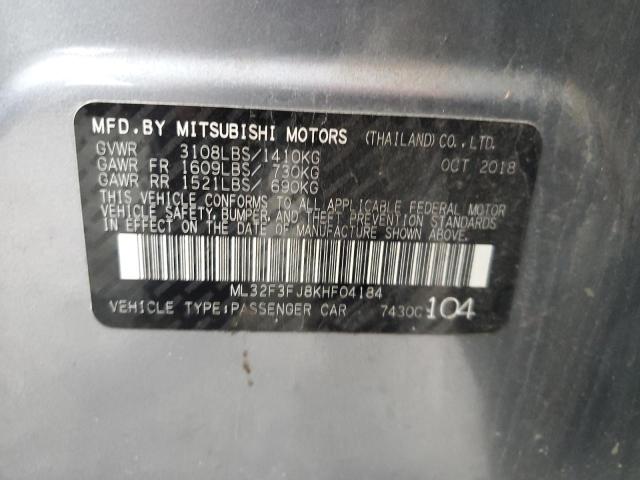 MFD.BY MITSUBISHI MOTORS (THAILAND) CO., LTD.
GVWR 3108LBS/1410KG OCT 2018
GAWR FR 1609LBS/ 730KG
GAWR RR 1521LBS/ 690KG
THIS VEHICLE CONFORMS TO ALL APPLICABLE FEDERAL MOTOR
VEHICLE SAFETY, BUMPER, AND THEFT PREVENTION STANDARDS
IN EFFECT ON THE DATE OF MANUFACTURE SHOWN ABOVE.
ML32F3FJ8KHF04184
VEHICLE TYPE:PASSENGER CAR 7430C 104